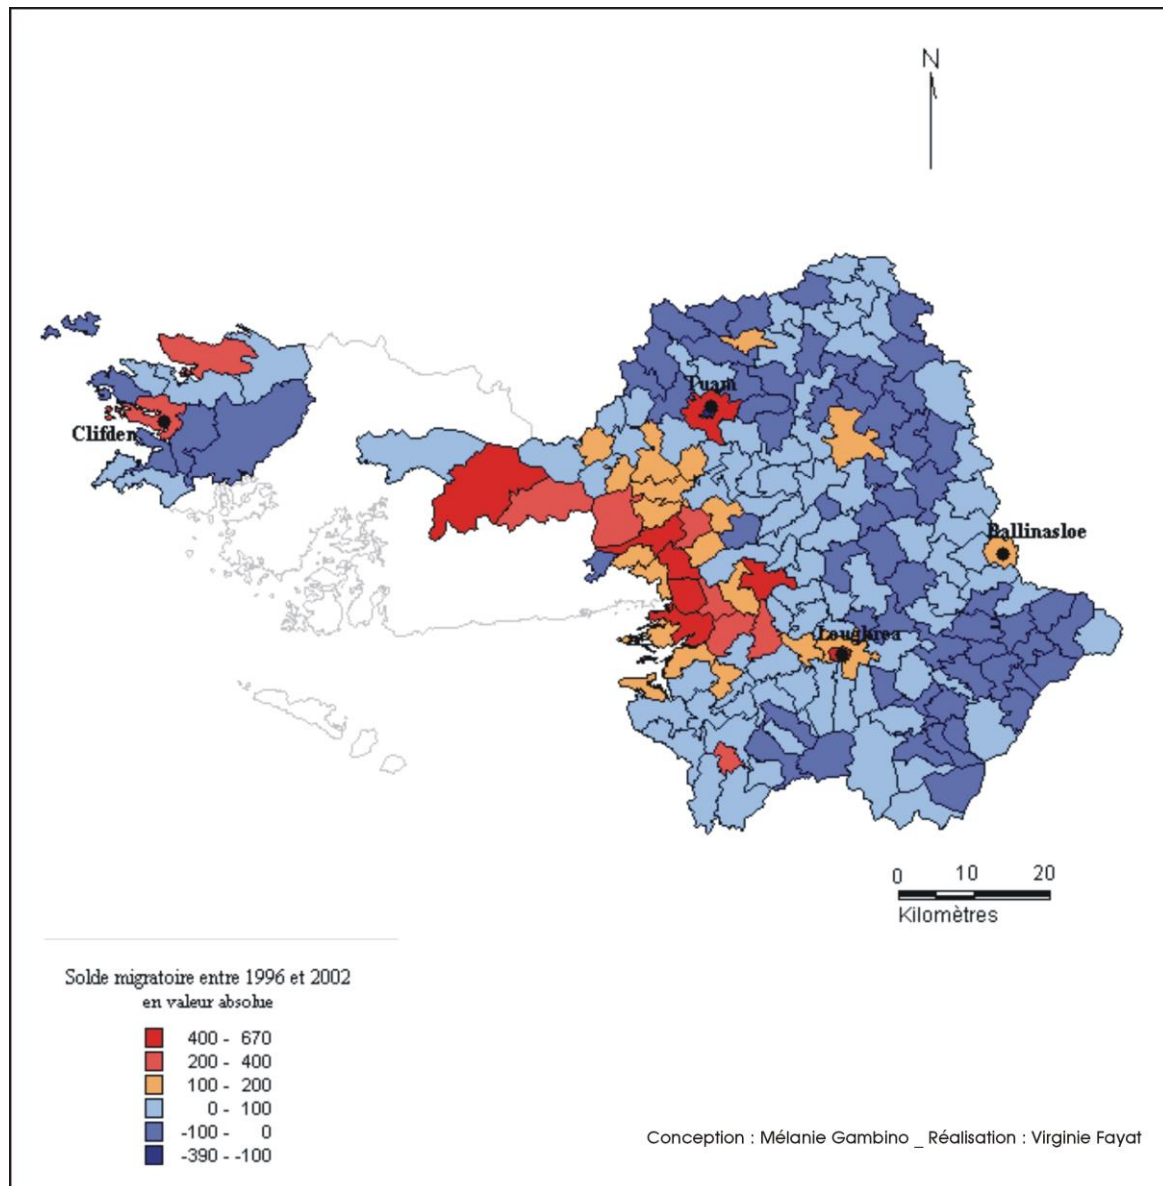 N
Tuam
Clifden
Ballinasloe
Loughrea
0 10 20
Kilomètres
Solde migratoire entre 1996 et 2002
en valeur absolue
400 - 670
200 - 400
100 - 200
0 - 100
-100 - 0
-390 - -100
Conception : Mélanie Gambino _ Réalisation : Virginie Fayat